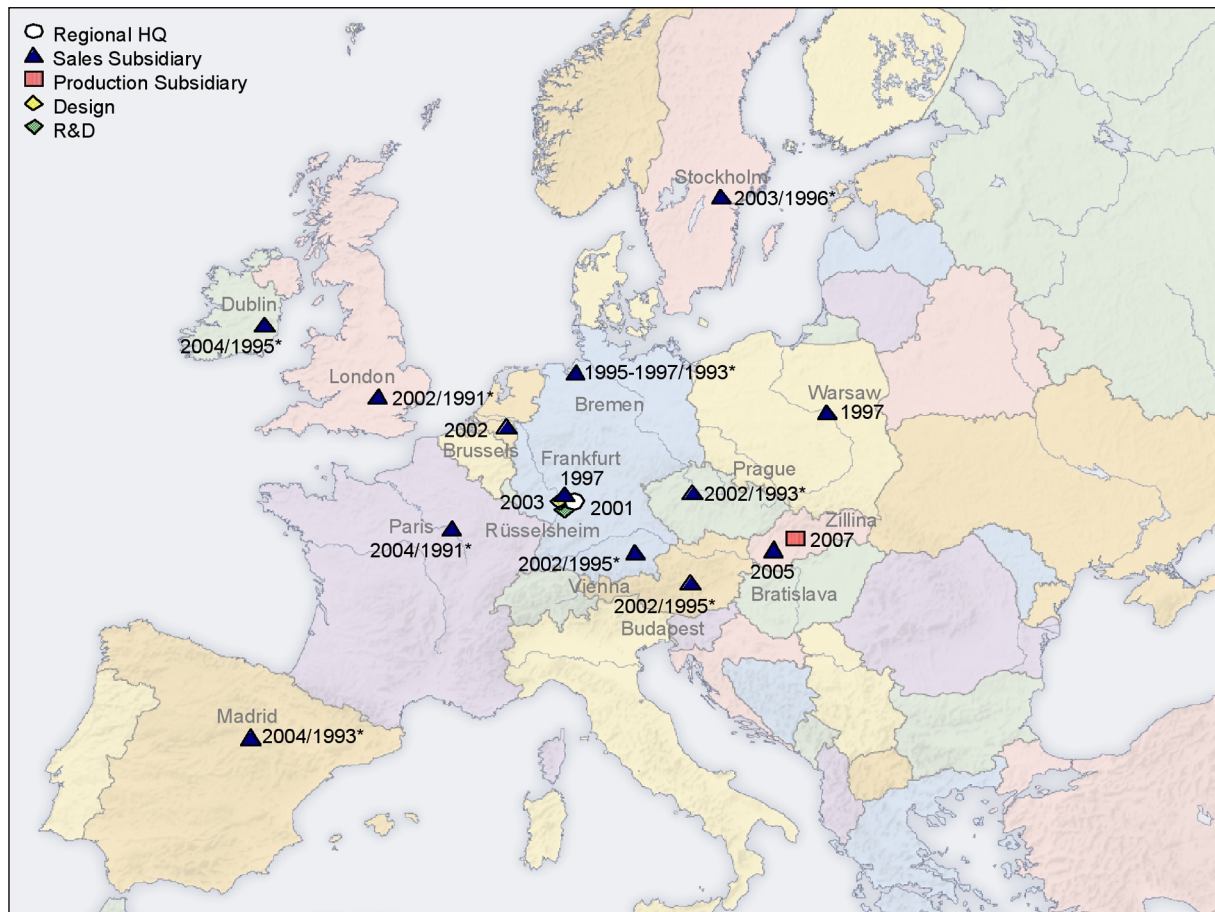 Regional HQ
Sales Subsidiary
Production Subsidiary
Design
R&D
Stockholm
2003/1996*
Dublin
2004/1995*
London
2002/1991*
1995-1997/1993*
Bremen
Warsaw
1997
2002
Brussels
Frankfurt
1997
2003
2001
Rüsselsheim
Prague
2002/1993*
Paris
2004/1991*
Zillina
2007
2005
Bratislava
2002/1995*
Vienna
2002/1995*
Budapest
Madrid
2004/1993*